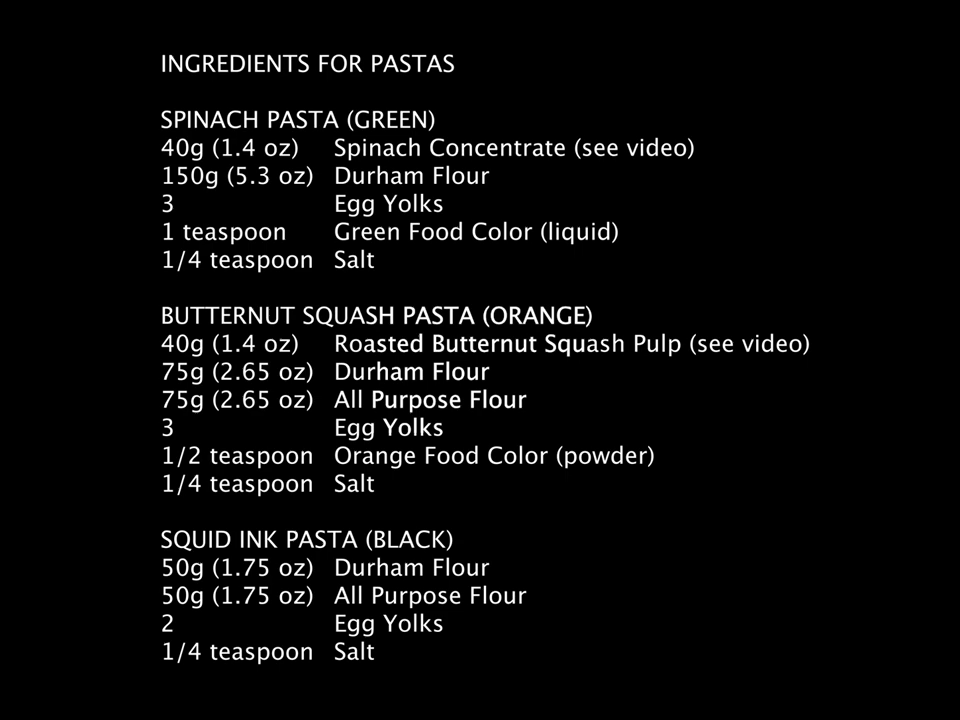 INGREDIENTS FOR PASTAS
SPINACH PASTA (GREEN)
40g (1.4 oz) Spinach Concentrate (see video)
150g (5.3 oz) Durham Flour
3 Egg Yolks
1 teaspoon Green Food Color (liquid)
1/4 teaspoon Salt
BUTTERNUT SQUASH PASTA (ORANGE)
40g (1.4 oz) Roasted Butternut Squash Pulp (see video)
75g (2.65 oz) Durham Flour
75g (2.65 oz) All Purpose Flour
3 Egg Yolks
1/2 teaspoon Orange Food Color (powder)
1/4 teaspoon Salt
SQUID INK PASTA (BLACK)
50g (1.75 oz) Durham Flour
50g (1.75 oz) All Purpose Flour
2 Egg Yolks
1/4 teaspoon Salt